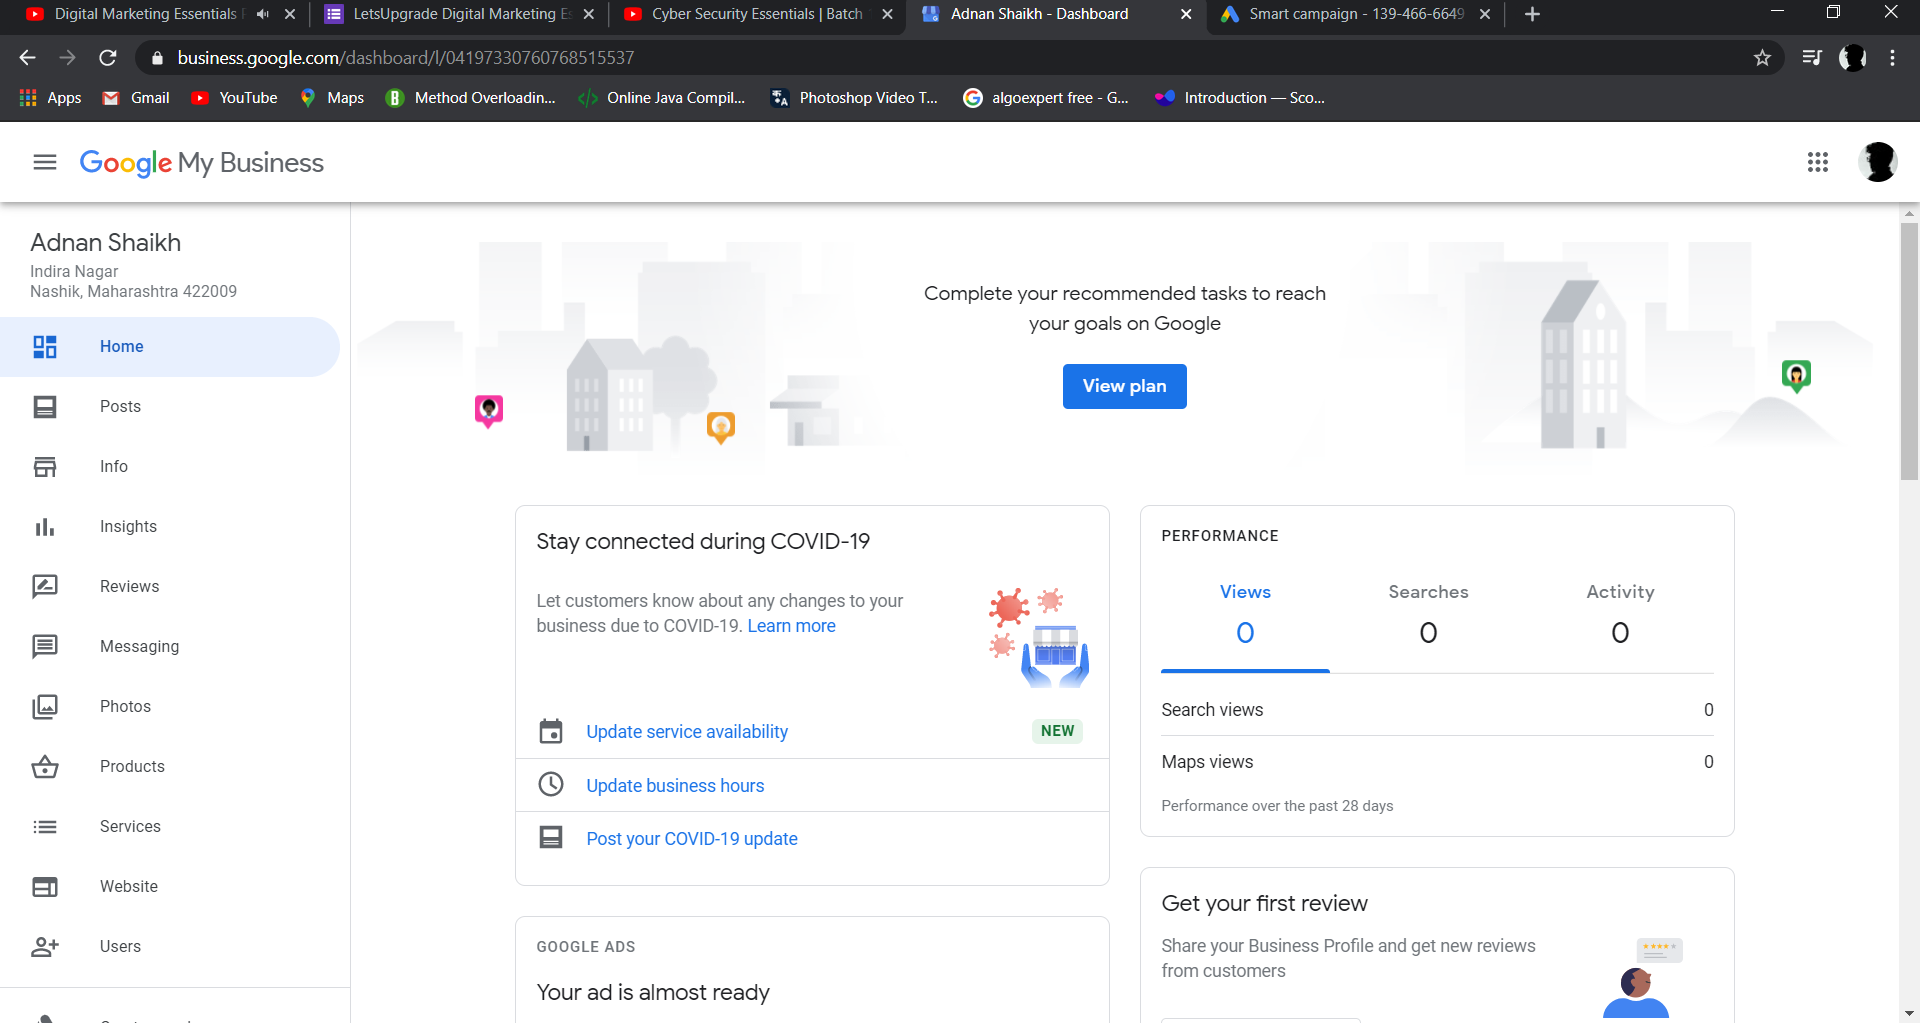 Digital Marketing Essentials
LetsUpgrade Digital Marketing
Cyber Security Essentials | Batch
Adnan Shaikh - Dashboard
Smart campaign - 139-466-6649
business.google.com/dashboard/l/04197330760768515537
Apps
Gmail
YouTube
Maps
Method Overloadin...
Online Java Compil...
Photoshop Video T...
algoexpert free - G...
Introduction — Sco...
Google My Business
Adnan Shaikh
Indira Nagar
Nashik, Maharashtra 422009
Home
Posts
Info
Insights
Reviews
Messaging
Photos
Products
Services
Website
Users
Complete your recommended tasks to reach
your goals on Google
View plan
Stay connected during COVID-19
Let customers know about any changes to your
business due to COVID-19. Learn more
Update service availability
NEW
Update business hours
Post your COVID-19 update
GOOGLE ADS
Your ad is almost ready
PERFORMANCE
Views
Searches
Activity
0
0
0
Search views 0
Maps views 0
Performance over the past 28 days
Get your first review
Share your Business Profile and get new reviews
from customers